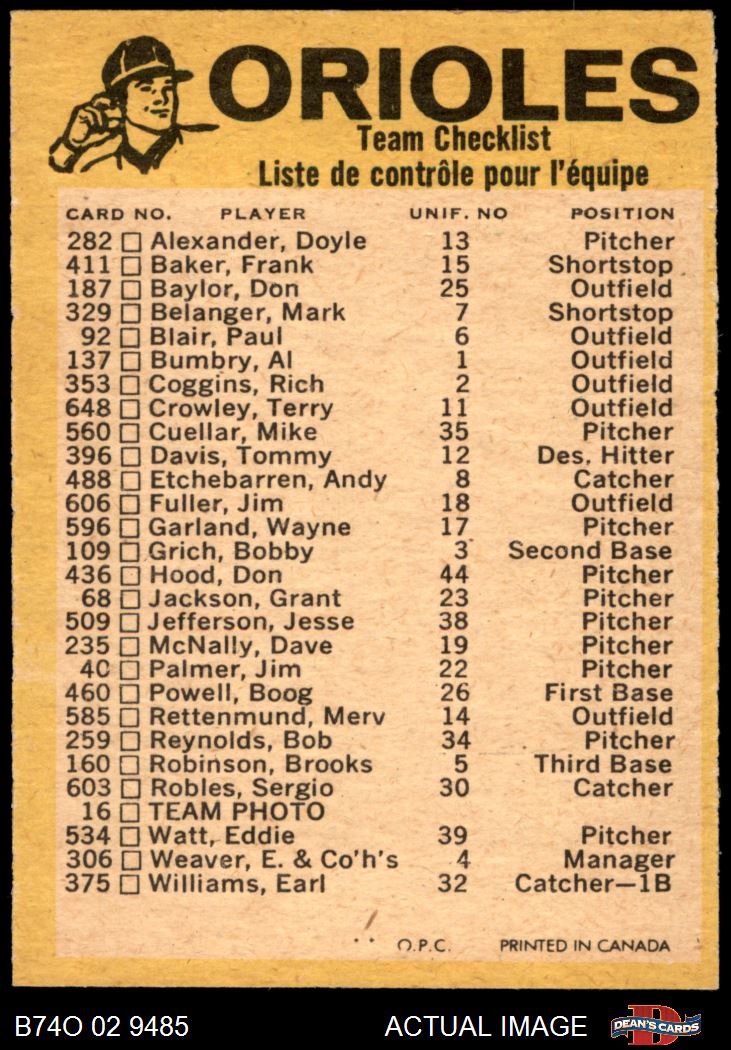 ORIOLES
Team Checklist
Liste de contrôle pour l'équipe
CARD NO. PLAYER UNIF. NO POSITION
282 □ Alexander, Doyle 13 Pitcher
411 □ Baker, Frank 15 Shortstop
187 □ Baylor, Don 25 Outfield
329 □ Belanger, Mark 7 Shortstop
92 □ Blair, Paul 6 Outfield
137 □ Bumbry, Al 1 Outfield
353 □ Coggins, Rich 2 Outfield
648 □ Crowley, Terry 11 Outfield
560 □ Cuellar, Mike 35 Pitcher
396 □ Davis, Tommy 12 Des. Hitter
488 □ Etchebarren, Andy 8 Catcher
606 □ Fuller, Jim 18 Outfield
596 □ Garland, Wayne 17 Pitcher
109 □ Grich, Bobby 3 Second Base
436 □ Hood, Don 44 Pitcher
68 □ Jackson, Grant 23 Pitcher
509 □ Jefferson, Jesse 38 Pitcher
235 □ McNally, Dave 19 Pitcher
40 □ Palmer, Jim 22 Pitcher
460 □ Powell, Boog 26 First Base
585 □ Rettenmund, Merv 14 Outfield
259 □ Reynolds, Bob 34 Pitcher
160 □ Robinson, Brooks 5 Third Base
603 □ Robles, Sergio 30 Catcher
16 □ TEAM PHOTO
534 □ Watt, Eddie 39 Pitcher
306 □ Weaver, E. & Co'h's 4 Manager
375 □ Williams, Earl 32 Catcher—1B
O.P.C. PRINTED IN CANADA
B74O 02 9485 ACTUAL IMAGE DEAN'S CARDS